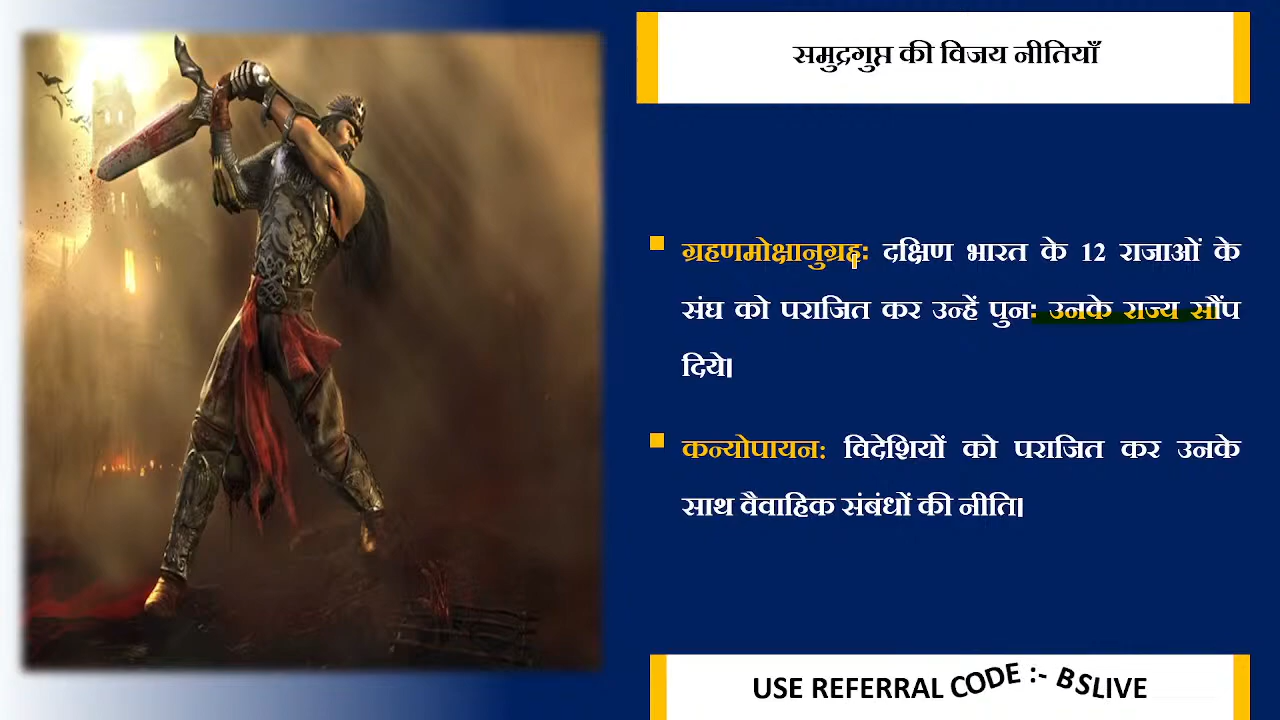 समुद्रगुप्त की विजय नीतियाँ
ग्रहणमोक्षानुग्रह: दक्षिण भारत के 12 राजाओं के
संघ को पराजित कर उन्हें पुन: उनके राज्य सौंप
दिये।
कन्योपायन: विदेशियों को पराजित कर उनके
साथ वैवाहिक संबंधों की नीति।
USE REFERRAL CODE :- BSLIVE